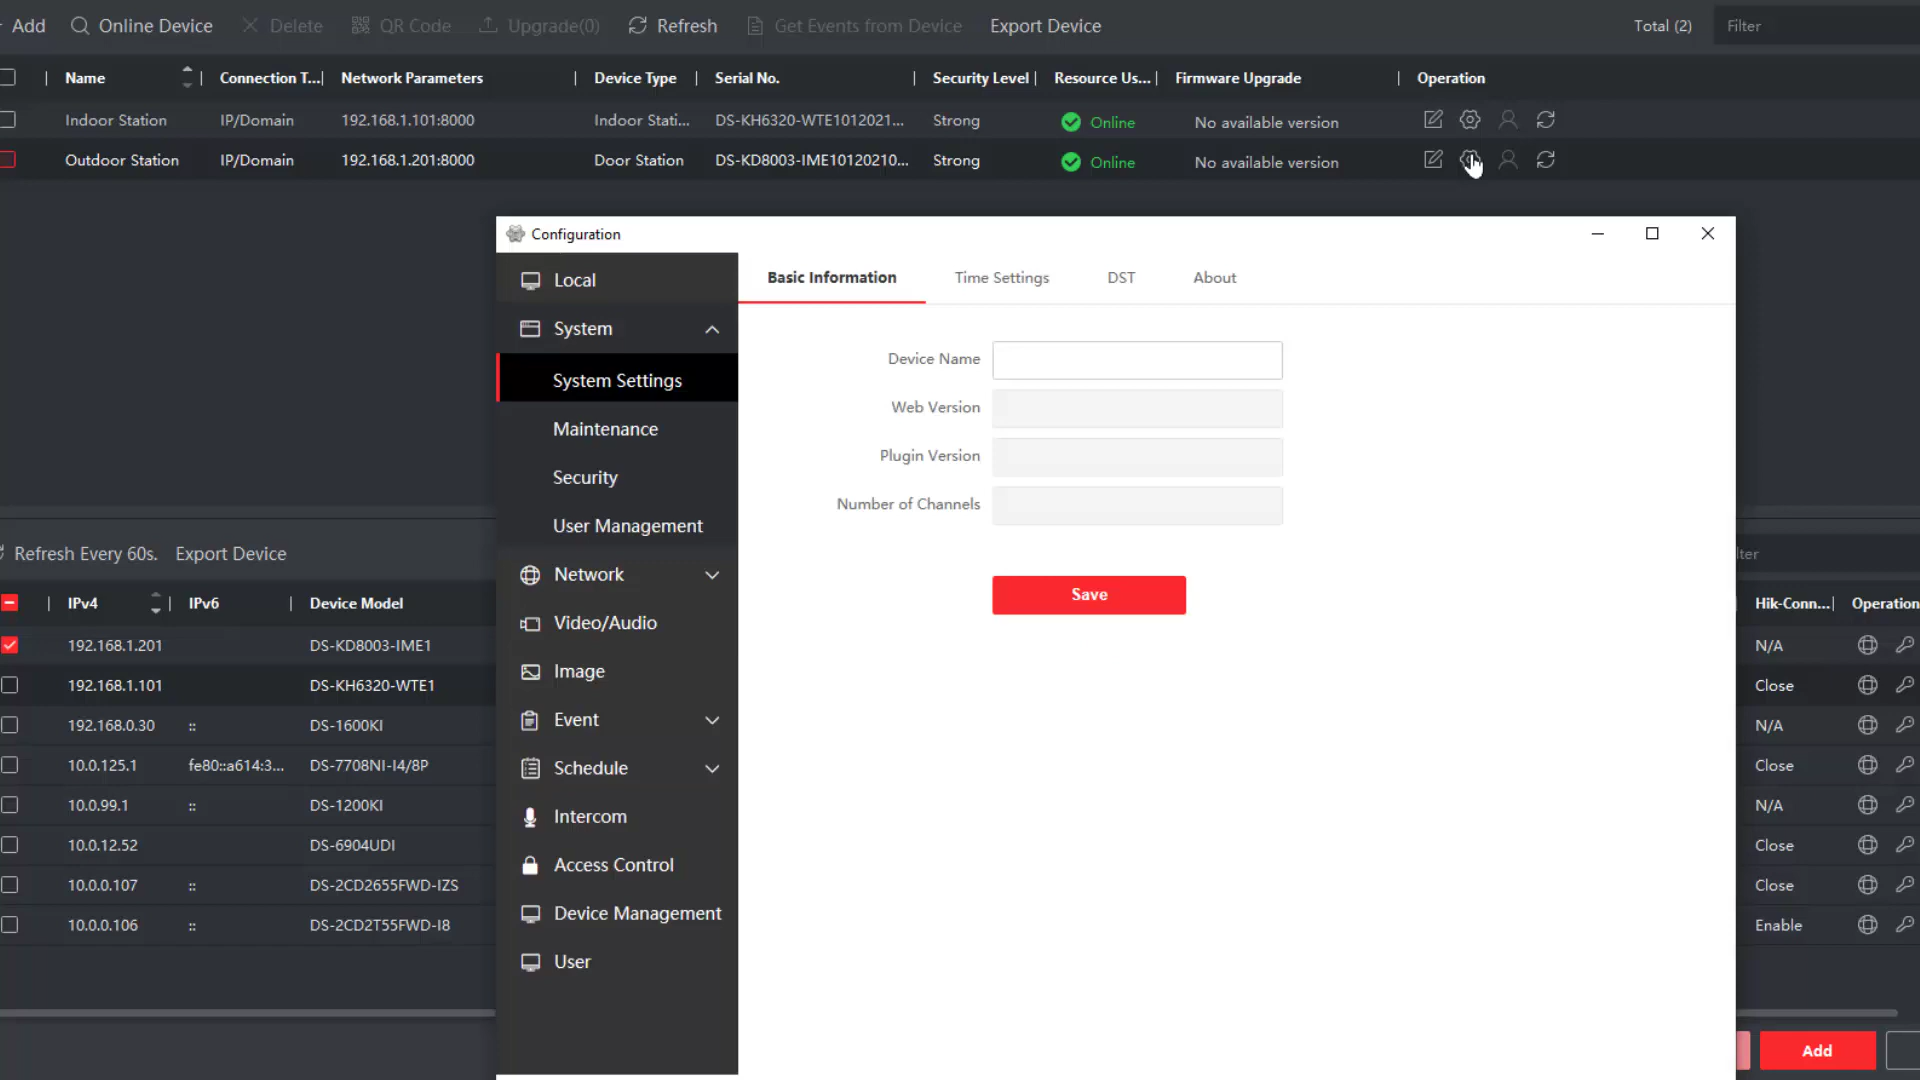 Add Online Device Delete QR Code Upgrade(0) Refresh Get Events from Device Export Device Total (2) Filter
Name Connection T... Network Parameters Device Type Serial No. Security Level Resource Us... Firmware Upgrade Operation
Indoor Station IP/Domain 192.168.1.101:8000 Indoor Stati... DS-KH6320-WTE1012021... Strong Online No available version
Outdoor Station IP/Domain 192.168.1.201:8000 Door Station DS-KD8003-IME10120210... Strong Online No available version
Configuration
Local
System
System Settings
Maintenance
Security
User Management
Network
Video/Audio
Image
Event
Schedule
Intercom
Access Control
Device Management
User
Basic Information Time Settings DST About
Device Name
Web Version
Plugin Version
Number of Channels
Save
Refresh Every 60s. Export Device
IPv4 IPv6 Device Model Hik-Conn... Operation
192.168.1.201 DS-KD8003-IME1 N/A
192.168.1.101 DS-KH6320-WTE1 Close
192.168.0.30 :: DS-1600KI N/A
10.0.125.1 fe80::a614:3... DS-7708NI-I4/8P Close
10.0.99.1 :: DS-1200KI N/A
10.0.12.52 DS-6904UDI Close
10.0.0.107 :: DS-2CD2655FWD-IZS Close
10.0.0.106 :: DS-2CD2T55FWD-I8 Enable
Add